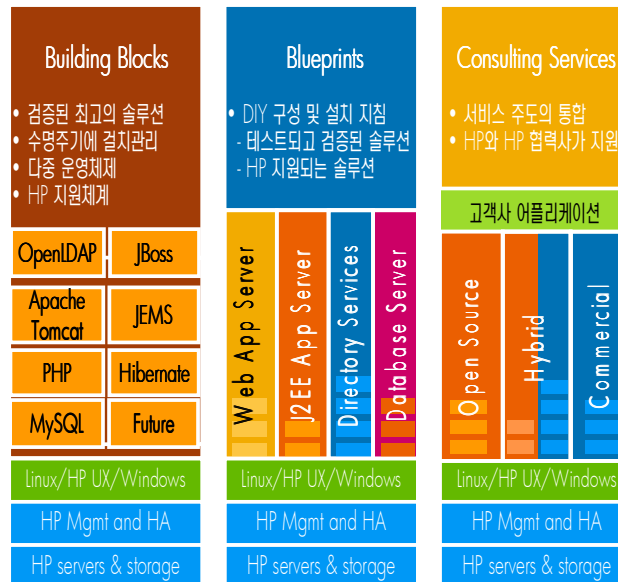 Building Blocks
• 검증된 최고의 솔루션
• 수명주기에 걸치관리
• 다중 운영체제
• HP 지원체계
OpenLDAP
JBoss
Apache
Tomcat
JEMS
PHP
Hibernate
MySQL
Future
Linux/HP UX/Windows
HP Mgmt and HA
HP servers & storage
Blueprints
• DIY 구성 및 설치 지침
- 테스트되고 검증된 솔루션
- HP 지원되는 솔루션
Web App Server
J2EE App Server
Directory Services
Database Server
Linux/HP UX/Windows
HP Mgmt and HA
HP servers & storage
Consulting Services
• 서비스 주도의 통합
• HP와 HP 협력사가 지원
고객사 어플리케이션
Open Source
Hybrid
Commercial
Linux/HP UX/Windows
HP Mgmt and HA
HP servers & storage